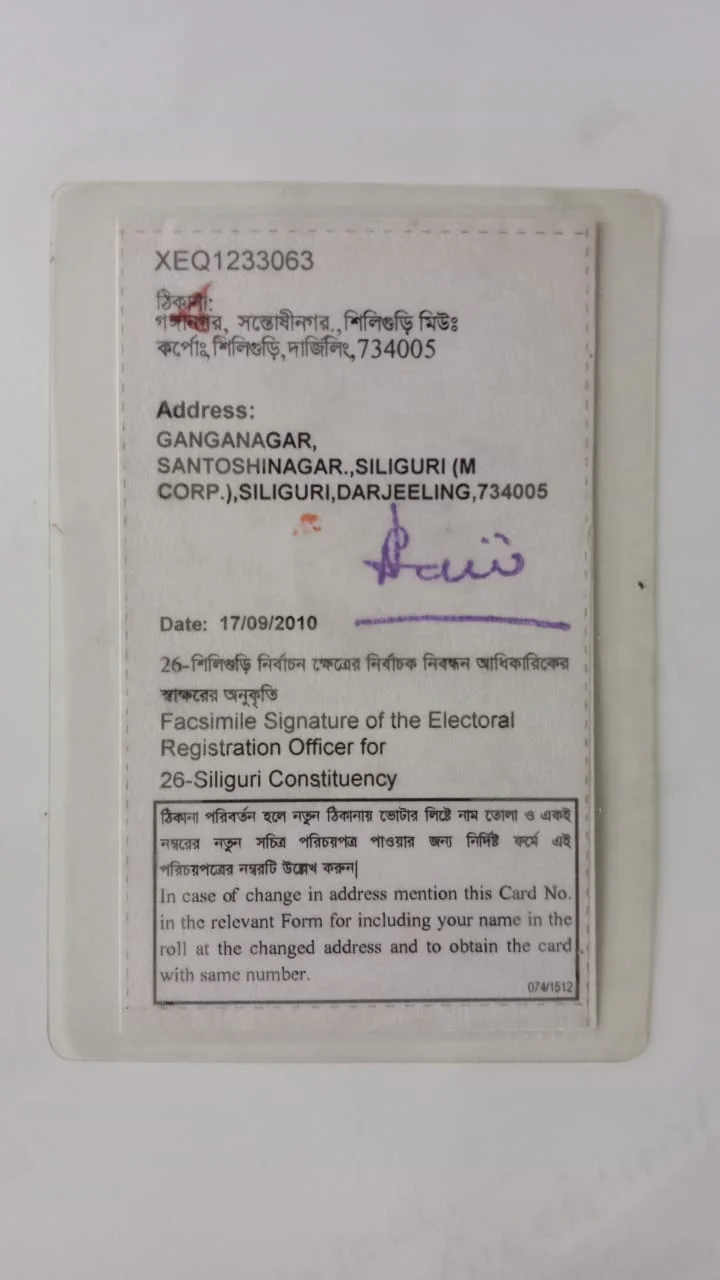 XEQ1233063
ঠিকানা:
গঙ্গানগর, সন্তোষীনগর.,শিলিগুড়ি মিউঃ
কর্পোঃ,শিলিগুড়ি,দার্জিলিং,734005
Address:
GANGANAGAR,
SANTOSHINAGAR.,SILIGURI (M
CORP.),SILIGURI,DARJEELING,734005
Date: 17/09/2010
26-শিলিগুড়ি নির্বাচন ক্ষেত্রের নির্বাচক নিবন্ধন আধিকারিকের
স্বাক্ষরের অনুকৃতি
Facsimile Signature of the Electoral
Registration Officer for
26-Siliguri Constituency
ঠিকানা পরিবর্তন হলে নতুন ঠিকানায় ভোটার লিষ্টে নাম তোলা ও একই
নম্বরের নতুন সচিত্র পরিচয়পত্র পাওয়ার জন্য নির্দিষ্ট ফর্মে এই
পরিচয়পত্রের নম্বরটি উল্লেখ করুন|
In case of change in address mention this Card No.
in the relevant Form for including your name in the
roll at the changed address and to obtain the card
with same number.
074/1512